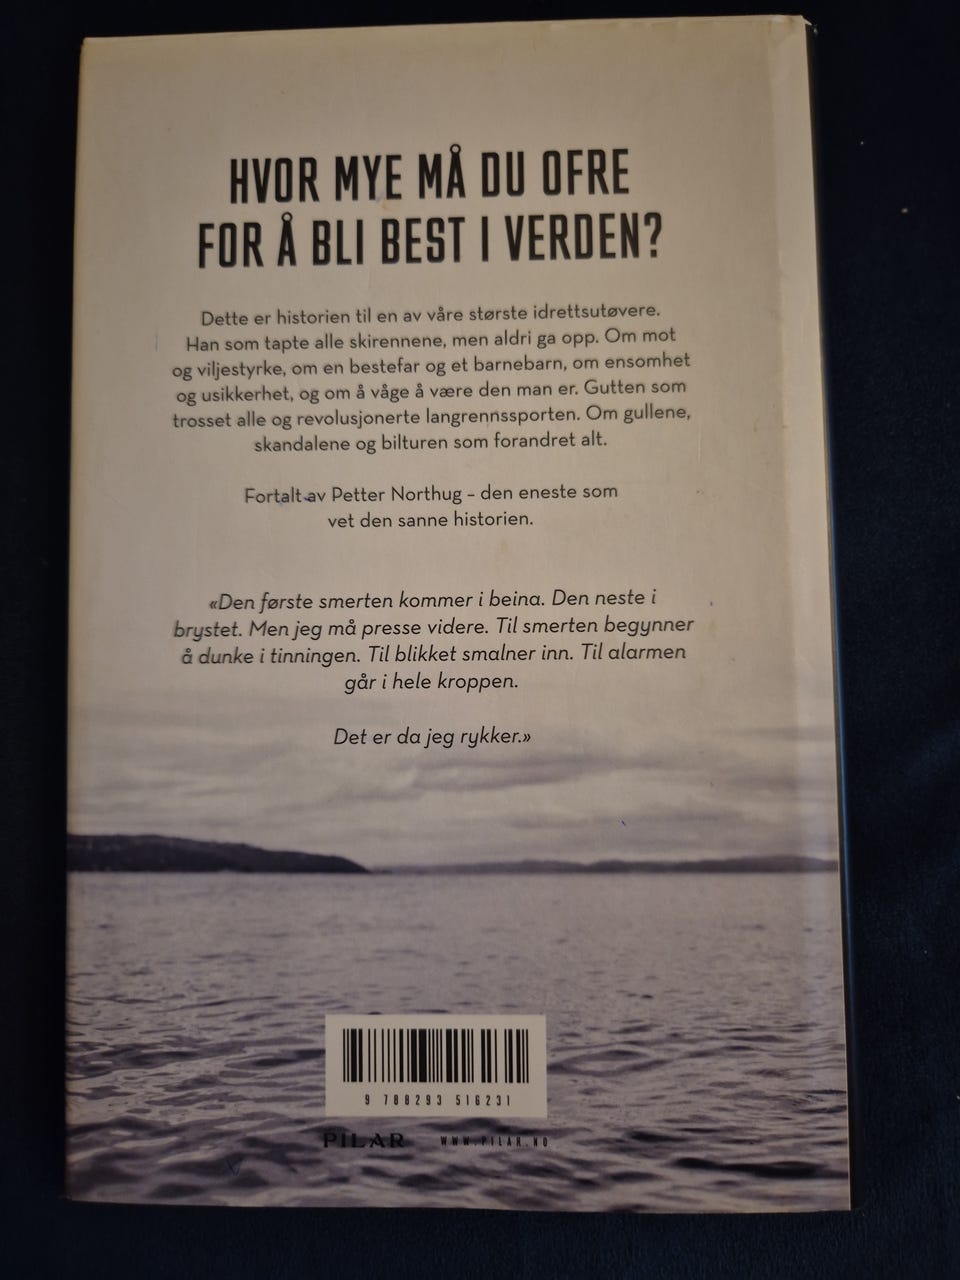 HVOR MYE MÅ DU OFRE
FOR Å BLI BEST I VERDEN?
Dette er historien til en av våre største idrettsutøvere.
Han som tapte alle skirennene, men aldri ga opp. Om mot
og viljestyrke, om en bestefar og et barnebarn, om ensomhet
og usikkerhet, og om å våge å være den man er. Gutten som
trosset alle og revolusjonerte langrennssporten. Om gullene,
skandalene og bilturen som forandret alt.
Fortalt av Petter Northug – den eneste som
vet den sanne historien.
«Den første smerten kommer i beina. Den neste i
brystet. Men jeg må presse videre. Til smerten begynner
å dunke i tinningen. Til blikket smalner inn. Til alarmen
går i hele kroppen.
Det er da jeg rykker.»
9 788293 516231
PILAR WWW.PILAR.NO